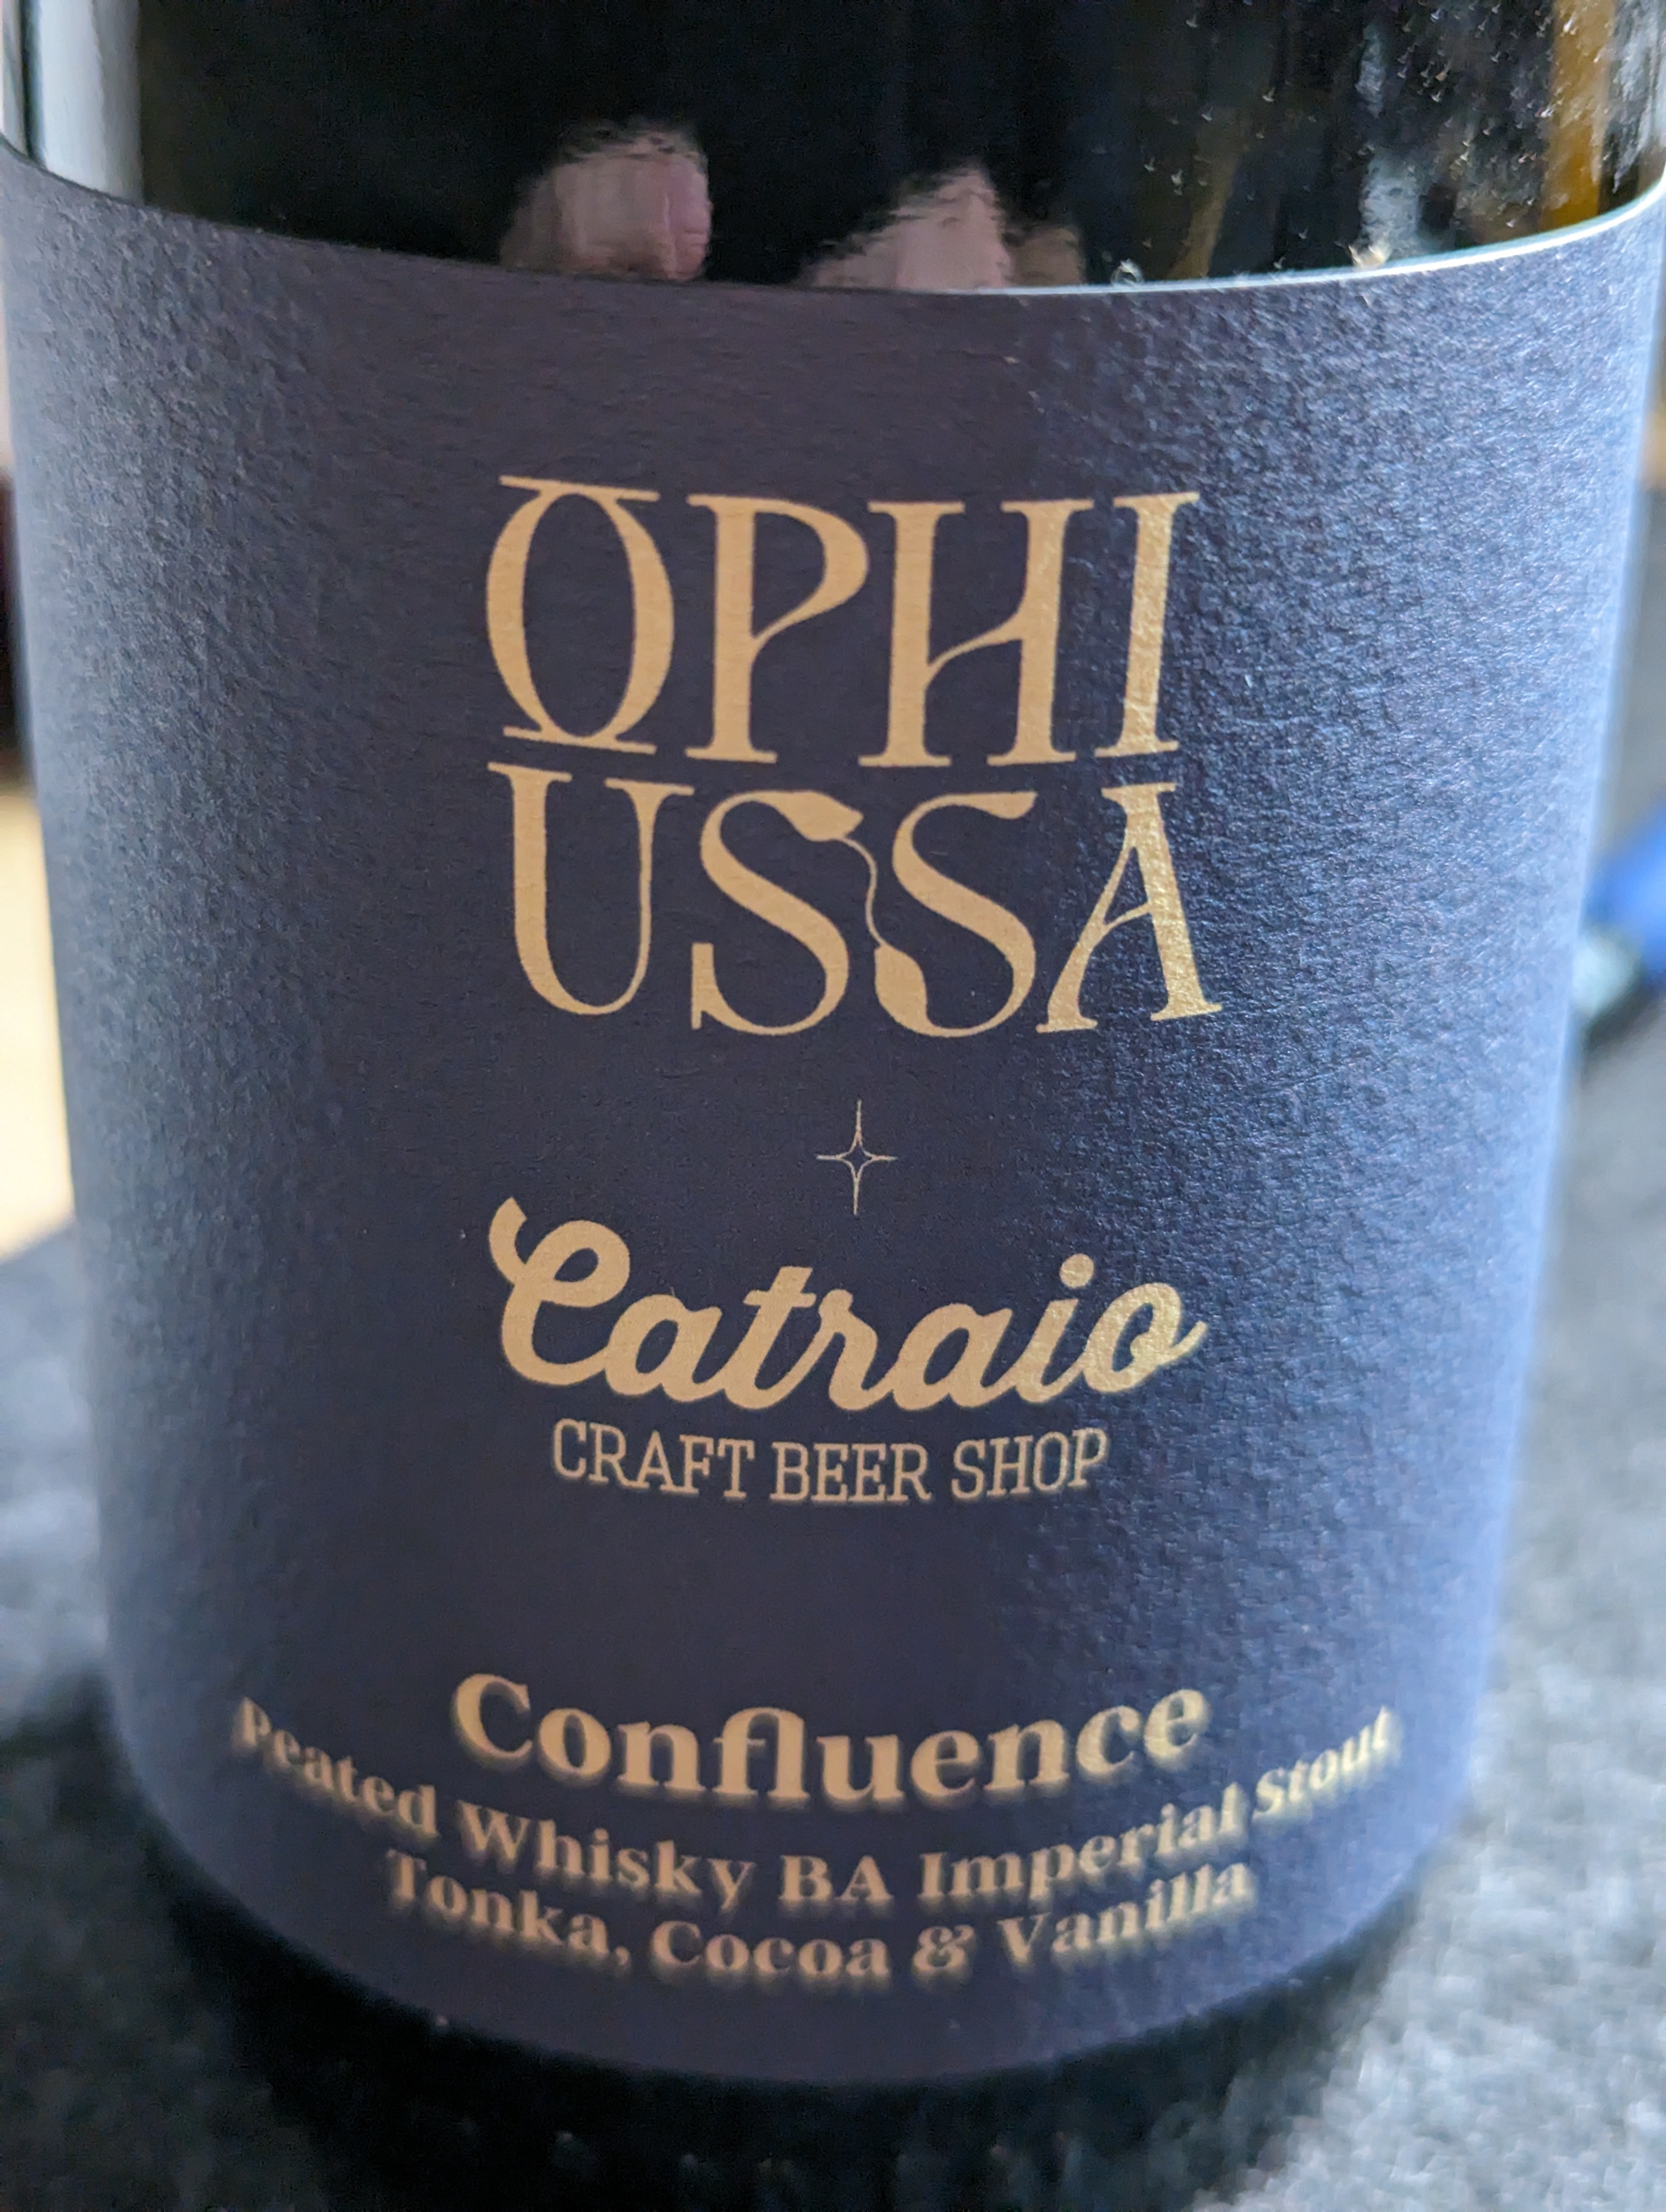 OPHI
USSA
Catraio
CRAFT BEER SHOP
Confluence
Peated Whisky BA Imperial Stout
Tonka, Cocoa & Vanilla